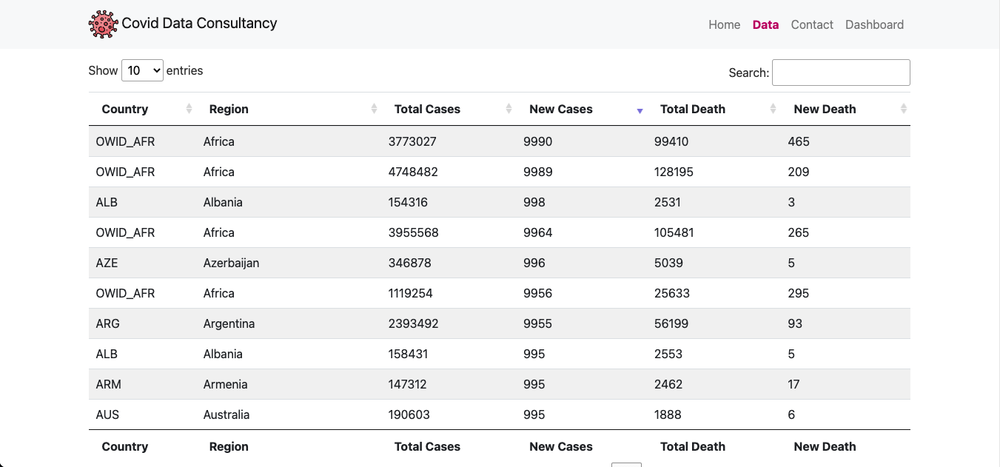 Covid Data Consultancy Home Data Contact Dashboard
Show 10 entries Search:
Country Region Total Cases New Cases Total Death New Death
OWID_AFR Africa 3773027 9990 99410 465
OWID_AFR Africa 4748482 9989 128195 209
ALB Albania 154316 998 2531 3
OWID_AFR Africa 3955568 9964 105481 265
AZE Azerbaijan 346878 996 5039 5
OWID_AFR Africa 1119254 9956 25633 295
ARG Argentina 2393492 9955 56199 93
ALB Albania 158431 995 2553 5
ARM Armenia 147312 995 2462 17
AUS Australia 190603 995 1888 6
Country Region Total Cases New Cases Total Death New Death